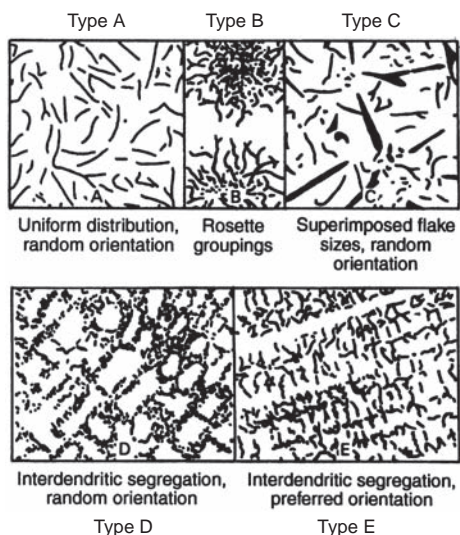 Type A Type B Type C
A B C
Uniform distribution, Rosette Superimposed flake
random orientation groupings sizes, random
orientation
D E
Interdendritic segregation, Interdendritic segregation,
random orientation preferred orientation
Type D Type E